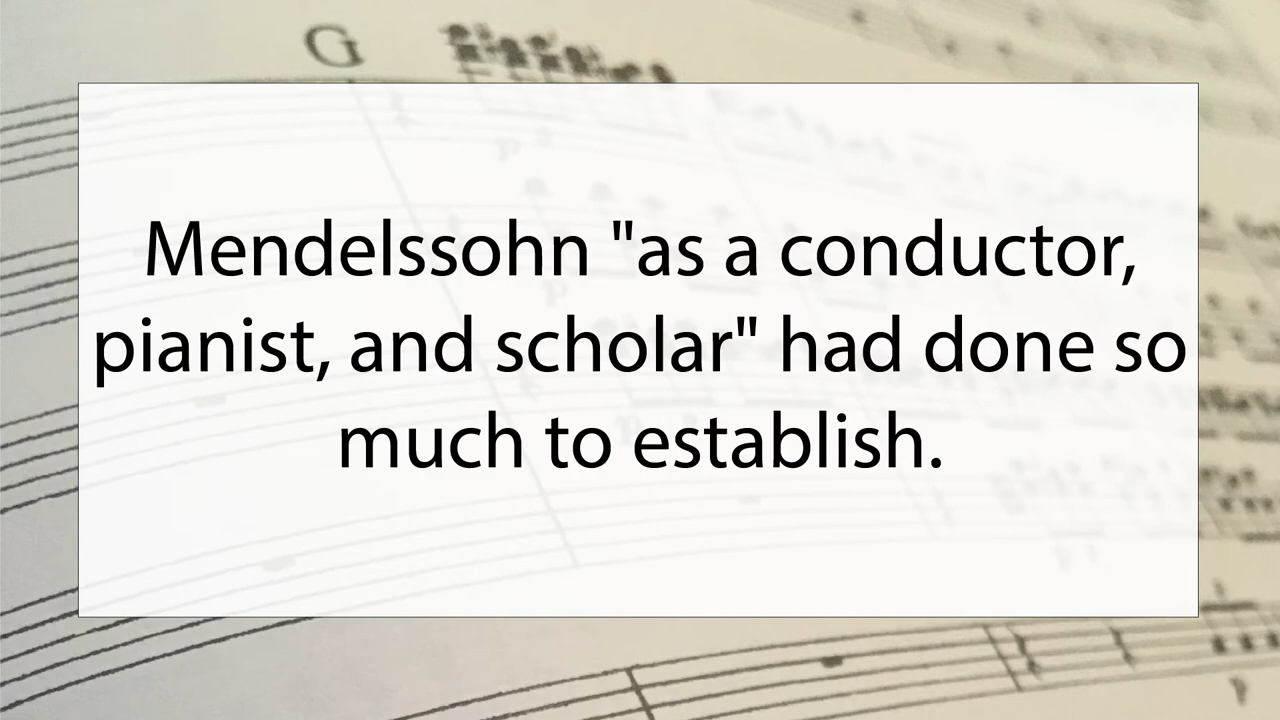 G
Mendelssohn "as a conductor,
pianist, and scholar" had done so
much to establish.